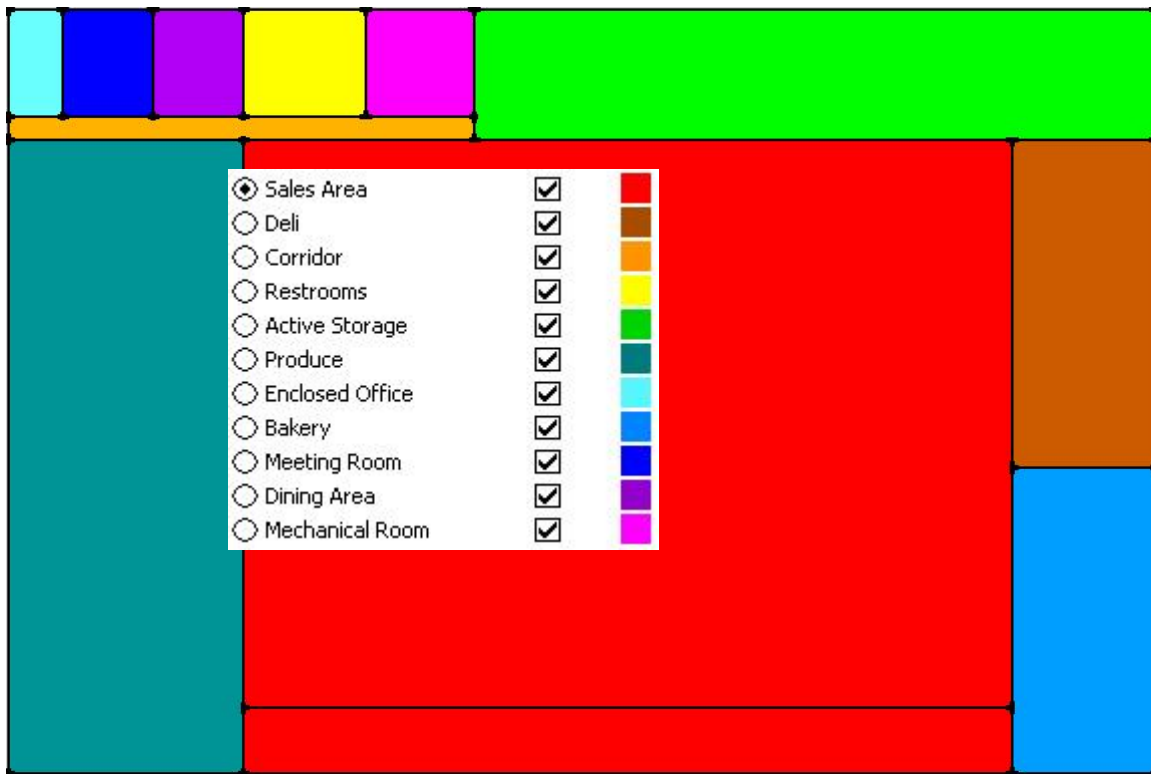 Sales Area
Deli
Corridor
Restrooms
Active Storage
Produce
Enclosed Office
Bakery
Meeting Room
Dining Area
Mechanical Room